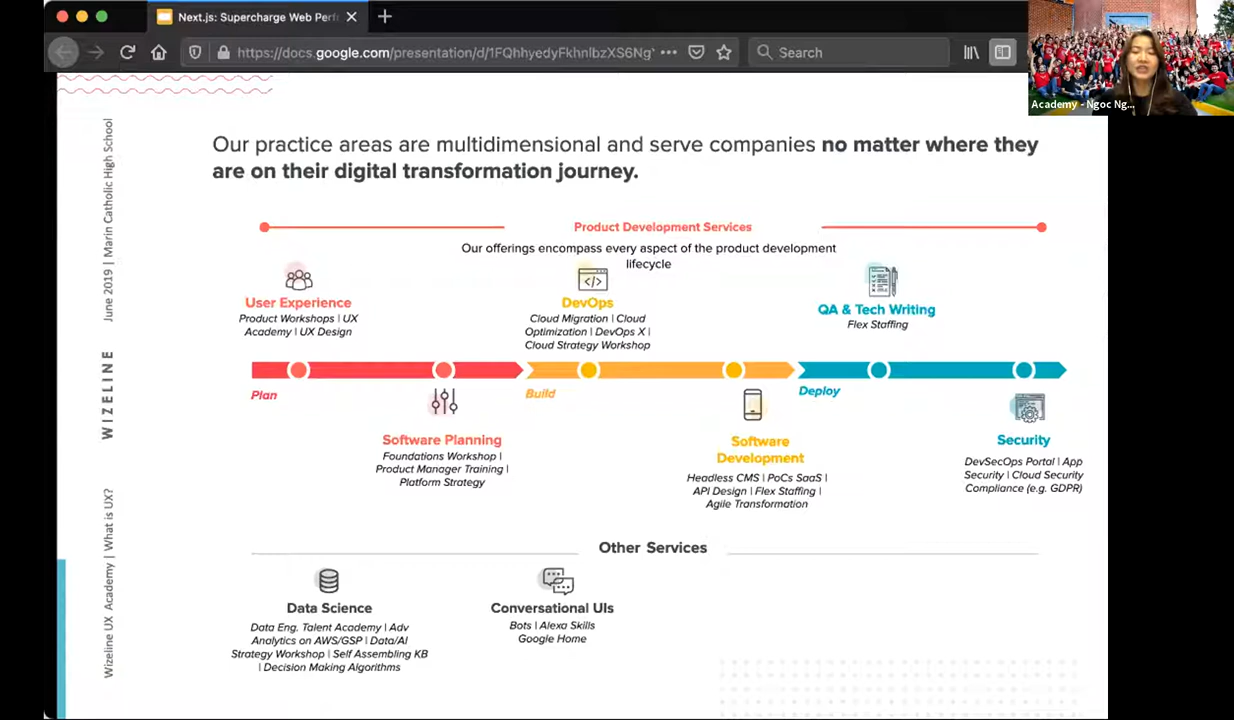 Next.js: Supercharge Web Perf
https://docs.google.com/presentation/d/1FQhhyedyFkhnlbzXS6Ng
Search
Academy - Ngoc Ng...
June 2019 | Marin Catholic High School
WIZELINE
Wizeline UX Academy | What is UX?
Our practice areas are multidimensional and serve companies no matter where they
are on their digital transformation journey.
Product Development Services
Our offerings encompass every aspect of the product development
lifecycle
User Experience
Product Workshops | UX
Academy | UX Design
DevOps
Cloud Migration | Cloud
Optimization | DevOps X |
Cloud Strategy Workshop
QA & Tech Writing
Flex Staffing
Plan
Build
Deploy
Software Planning
Foundations Workshop |
Product Manager Training |
Platform Strategy
Software
Development
Headless CMS | PoCs SaaS |
API Design | Flex Staffing |
Agile Transformation
Security
DevSecOps Portal | App
Security | Cloud Security
Compliance (e.g. GDPR)
Other Services
Data Science
Data Eng. Talent Academy | Adv
Analytics on AWS/GSP | Data/AI
Strategy Workshop | Self Assembling KB
| Decision Making Algorithms
Conversational UIs
Bots | Alexa Skills
Google Home